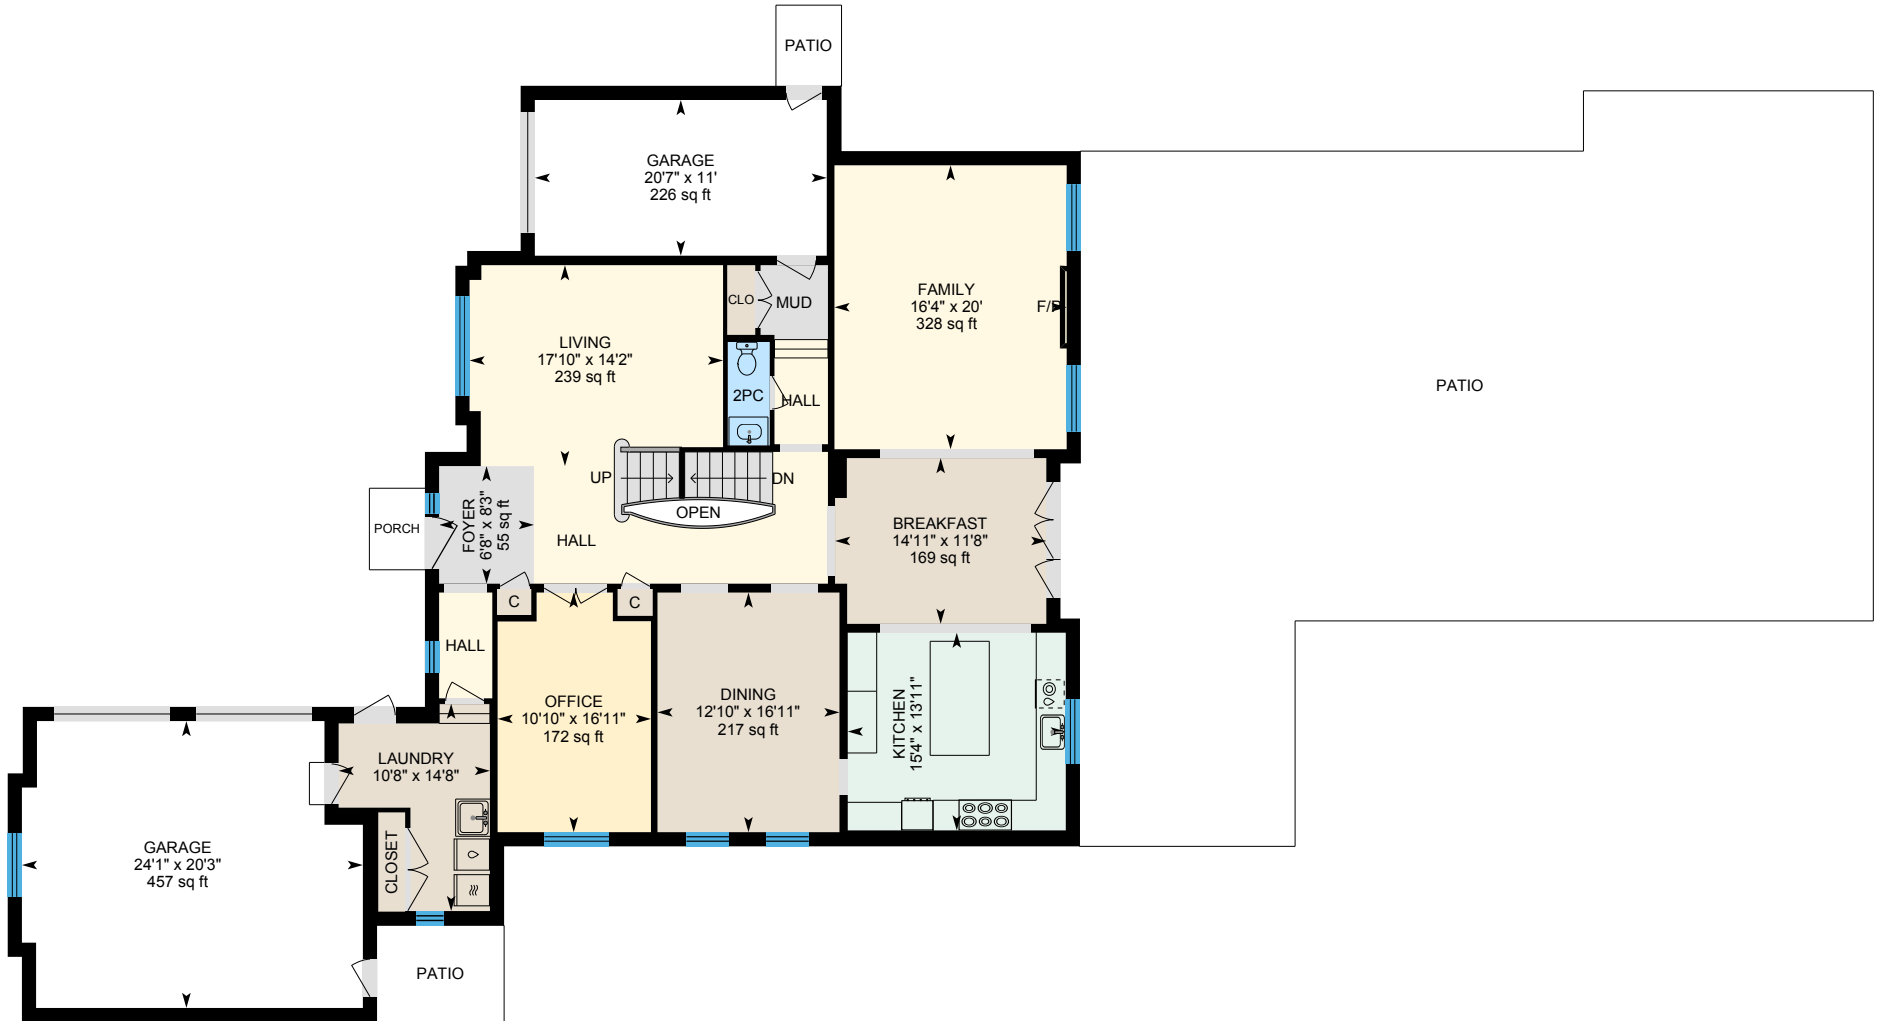 PATIO
GARAGE
20'7" x 11'
226 sq ft
FAMILY
16'4" x 20'
328 sq ft
F/P
CLO
MUD
LIVING
17'10" x 14'2"
239 sq ft
2PC
HALL
PATIO
UP
DN
OPEN
PORCH
FOYER
6'8" x 8'3"
55 sq ft
HALL
BREAKFAST
14'11" x 11'8"
169 sq ft
C
C
HALL
OFFICE
10'10" x 16'11"
172 sq ft
DINING
12'10" x 16'11"
217 sq ft
KITCHEN
15'4" x 13'11"
LAUNDRY
10'8" x 14'8"
CLOSET
GARAGE
24'1" x 20'3"
457 sq ft
PATIO